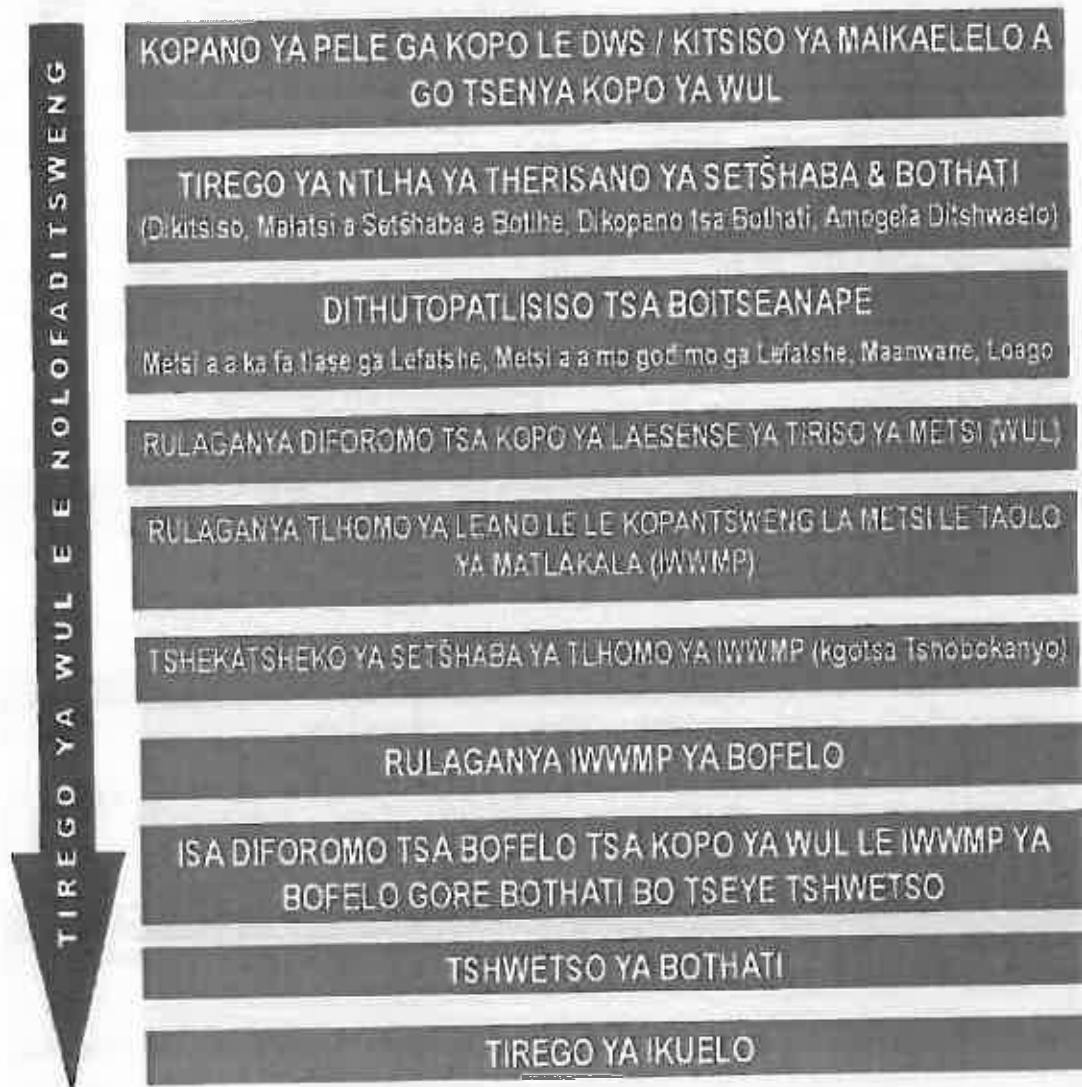 TIREGO YA WUL E E NOLOFADITSWENG
KOPANO YA PELE GA KOPO LE DWS / KITSISO YA MAIKAELELO A
GO TSENYA KOPO YA WUL
TIREGO YA NTLHA YA THERISANO YA SETŠHABA & BOTHATI
(Dikitsiso, Malatsi a Setšhaba a Botlhe, Dikopano tsa Bothati, Amogela Ditshwaelo)
DITHUTOPATLISISO TSA BOITSEANAPE
Metsi a a ka fa tlase ga Lefatshe, Metsi a a mo godimo ga Lefatshe, Maanwane, Loago
RULAGANYA DIFOROMO TSA KOPO YA LAESENSE YA TIRISO YA METSI (WUL)
RULAGANYA TLHOMO YA LEANO LE LE KOPANTSWENG LA METSI LE TAOLO
YA MATLAKALA (IWWMP)
TSHEKATSHEKO YA SETŠHABA YA TLHOMO YA IWWMP (kgotsa Tshobokanyo)
RULAGANYA IWWMP YA BOFELO
ISA DIFOROMO TSA BOFELO TSA KOPO YA WUL LE IWWMP YA
BOFELO GORE BOTHATI BO TSEYE TSHWETSO
TSHWETSO YA BOTHATI
TIREGO YA IKUELO